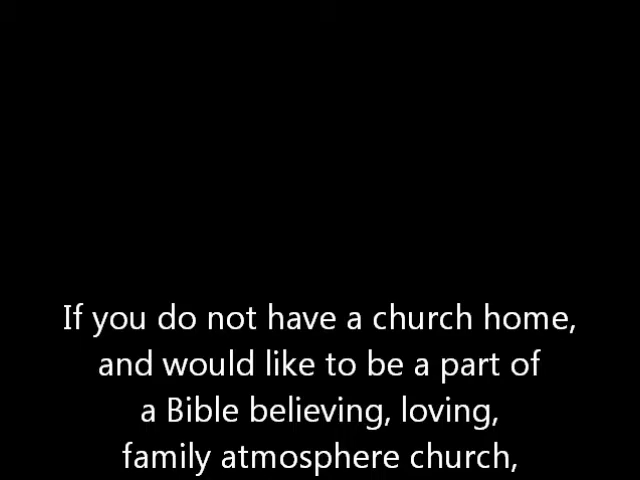 If you do not have a church home,
and would like to be a part of
a Bible believing, loving,
family atmosphere church,